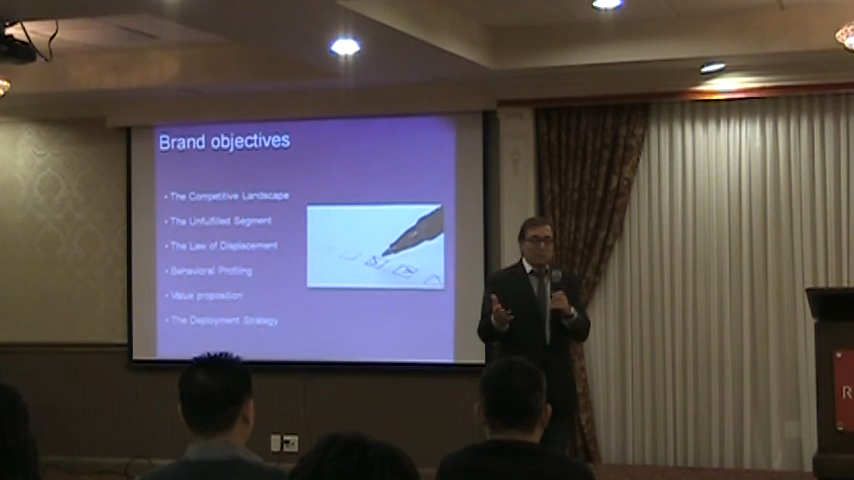 Brand objectives
• The Competitive Landscape
• The Unfulfilled Segment
• The Law of Displacement
• Behavioral Profiling
• Value proposition
• The Deployment Strategy
R